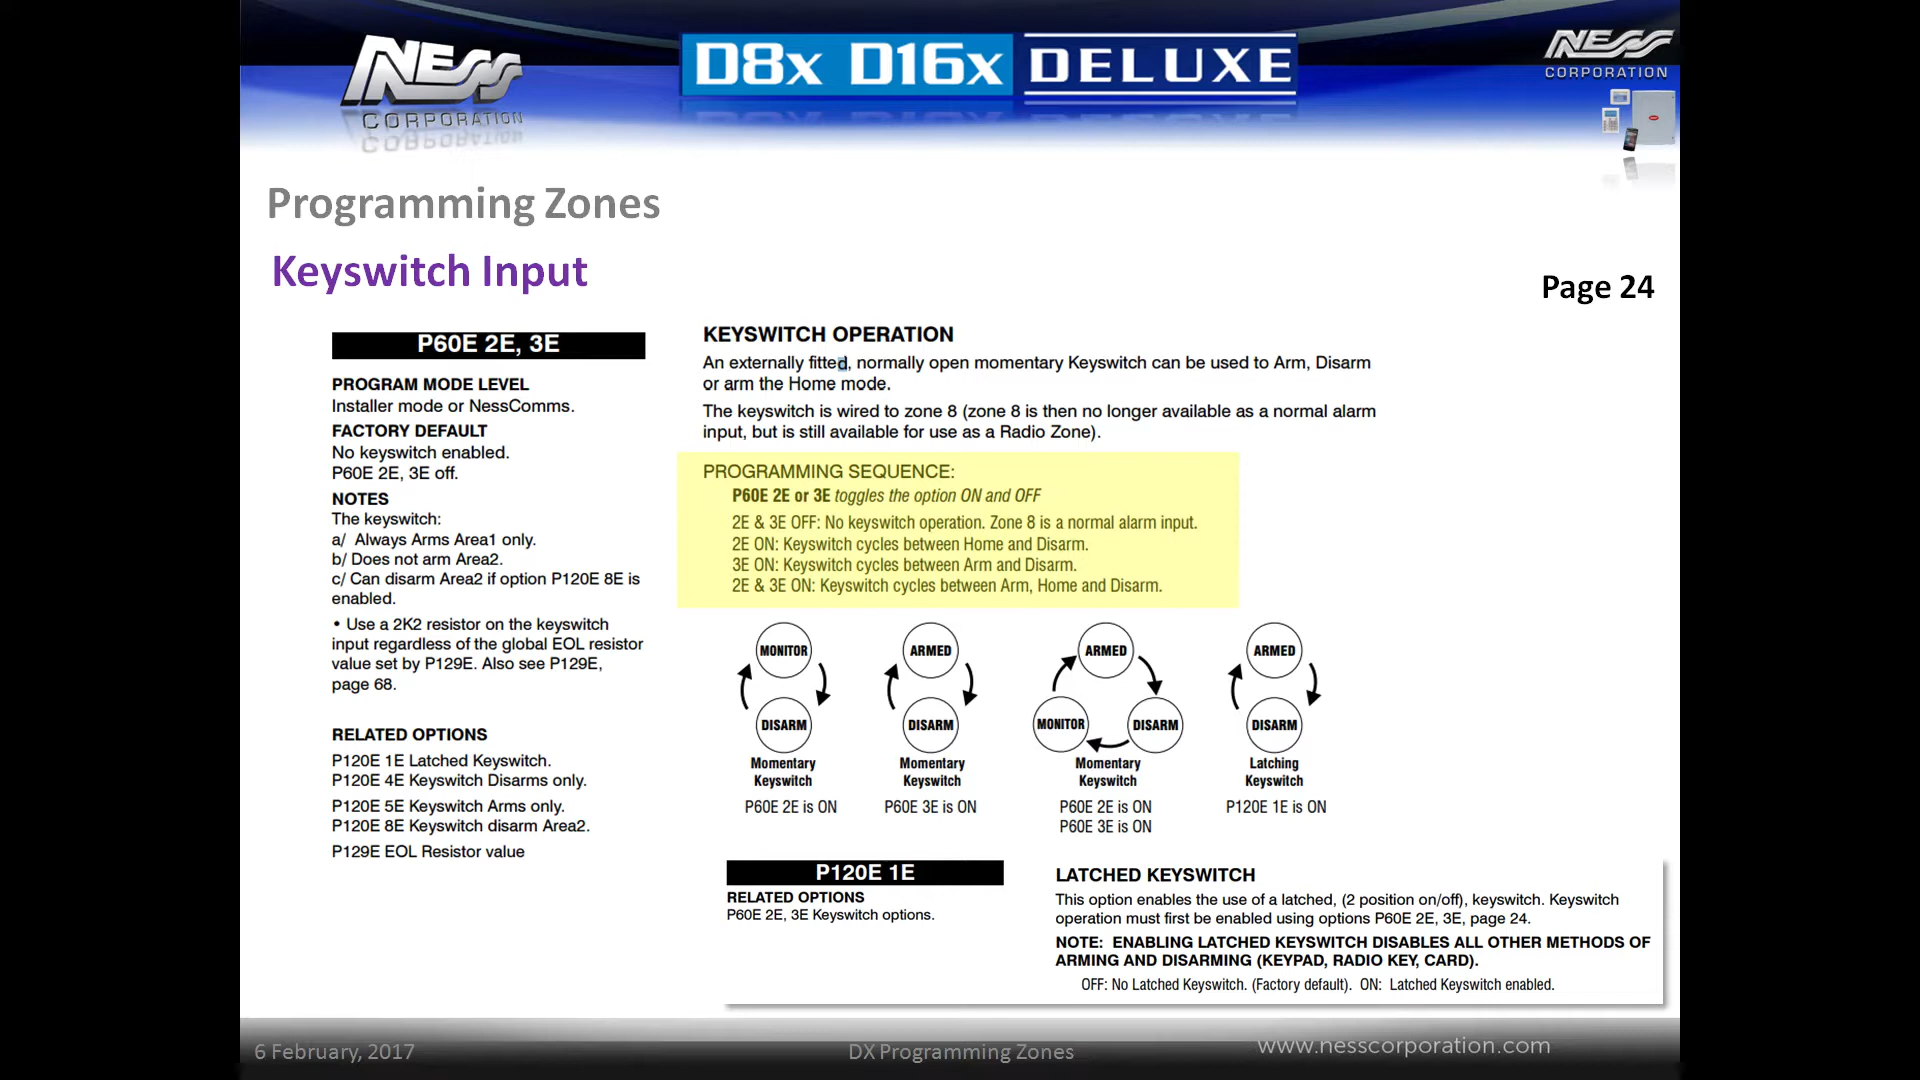 NESS
CORPORATION
D8x D16x DELUXE
NESS
CORPORATION
Programming Zones
Keyswitch Input
Page 24
P60E 2E, 3E
PROGRAM MODE LEVEL
Installer mode or NessComms.
FACTORY DEFAULT
No keyswitch enabled.
P60E 2E, 3E off.
NOTES
The keyswitch:
a/ Always Arms Area1 only.
b/ Does not arm Area2.
c/ Can disarm Area2 if option P120E 8E is
enabled.
• Use a 2K2 resistor on the keyswitch
input regardless of the global EOL resistor
value set by P129E. Also see P129E,
page 68.
RELATED OPTIONS
P120E 1E Latched Keyswitch.
P120E 4E Keyswitch Disarms only.
P120E 5E Keyswitch Arms only.
P120E 8E Keyswitch disarm Area2.
P129E EOL Resistor value
KEYSWITCH OPERATION
An externally fitted, normally open momentary Keyswitch can be used to Arm, Disarm
or arm the Home mode.
The keyswitch is wired to zone 8 (zone 8 is then no longer available as a normal alarm
input, but is still available for use as a Radio Zone).
PROGRAMMING SEQUENCE:
P60E 2E or 3E toggles the option ON and OFF
2E & 3E OFF: No keyswitch operation. Zone 8 is a normal alarm input.
2E ON: Keyswitch cycles between Home and Disarm.
3E ON: Keyswitch cycles between Arm and Disarm.
2E & 3E ON: Keyswitch cycles between Arm, Home and Disarm.
MONITOR
DISARM
Momentary
Keyswitch
P60E 2E is ON
ARMED
DISARM
Momentary
Keyswitch
P60E 3E is ON
ARMED
MONITOR
DISARM
Momentary
Keyswitch
P60E 2E is ON
P60E 3E is ON
ARMED
DISARM
Latching
Keyswitch
P120E 1E is ON
P120E 1E
RELATED OPTIONS
P60E 2E, 3E Keyswitch options.
LATCHED KEYSWITCH
This option enables the use of a latched, (2 position on/off), keyswitch. Keyswitch
operation must first be enabled using options P60E 2E, 3E, page 24.
NOTE: ENABLING LATCHED KEYSWITCH DISABLES ALL OTHER METHODS OF
ARMING AND DISARMING (KEYPAD, RADIO KEY, CARD).
OFF: No Latched Keyswitch. (Factory default). ON: Latched Keyswitch enabled.
6 February, 2017
DX Programming Zones
www.nesscorporation.com